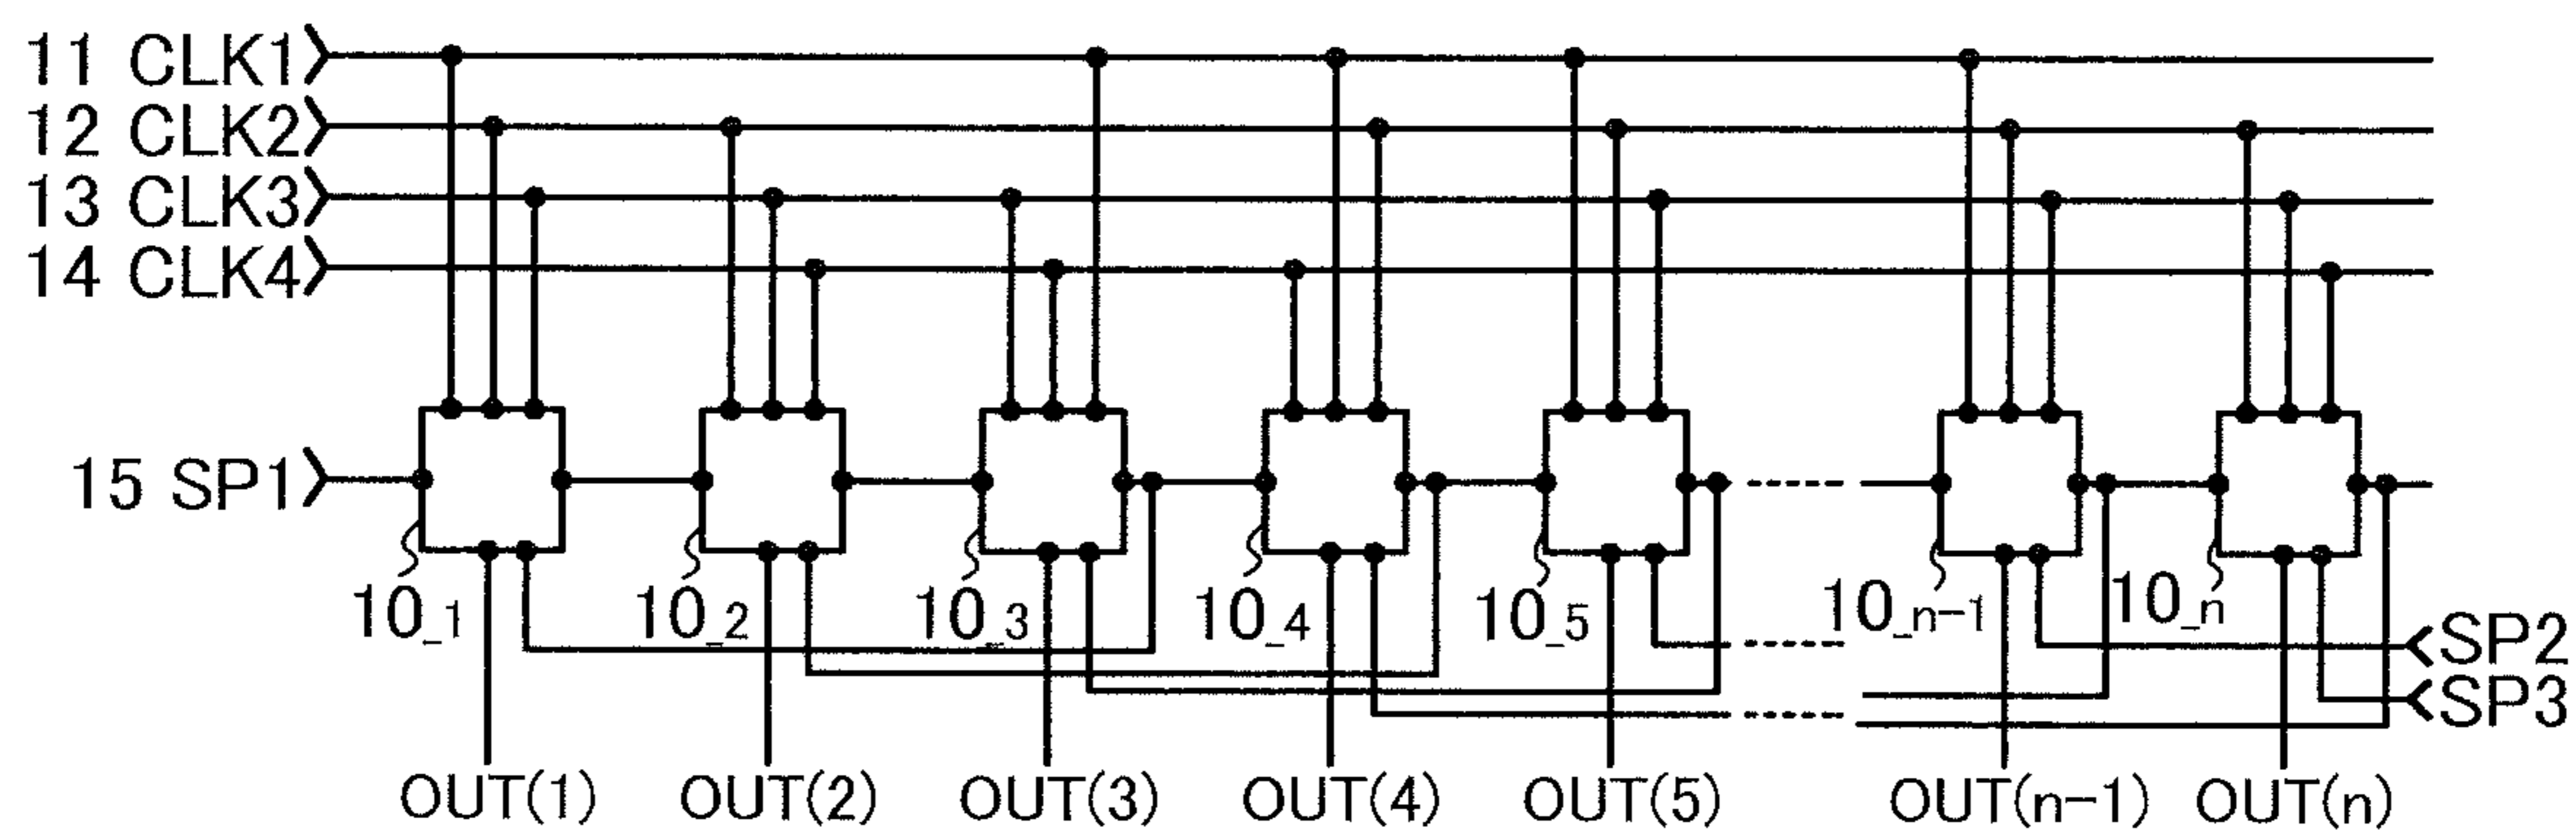 11 CLK1
12 CLK2
13 CLK3
14 CLK4
15 SP1
10_1
10_2
10_3
10_4
10_5
10_n-1
10_n
SP2
SP3
OUT(1)
OUT(2)
OUT(3)
OUT(4)
OUT(5)
OUT(n-1)
OUT(n)